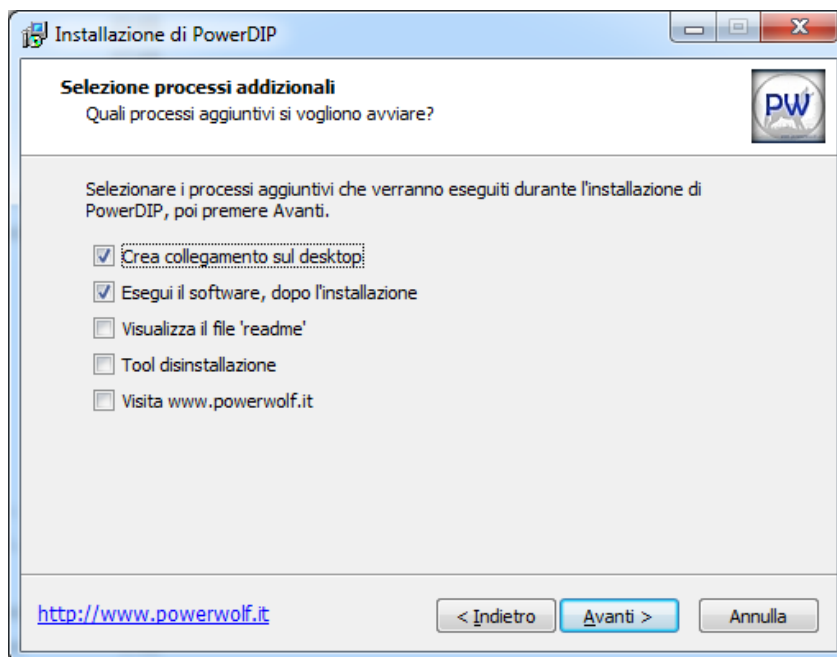 Installazione di PowerDIP
Selezione processi addizionali
Quali processi aggiuntivi si vogliono avviare?
PW
Selezionare i processi aggiuntivi che verranno eseguiti durante l'installazione di
PowerDIP, poi premere Avanti.
Crea collegamento sul desktop
Esegui il software, dopo l'installazione
Visualizza il file 'readme'
Tool disinstallazione
Visita www.powerwolf.it
http://www.powerwolf.it
< Indietro
Avanti >
Annulla